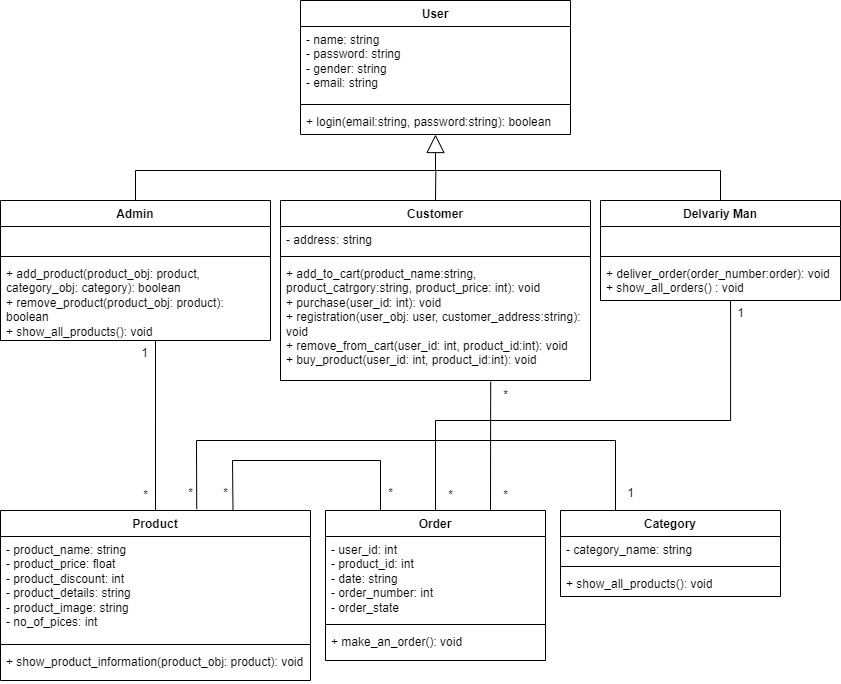 User
- name: string
- password: string
- gender: string
- email: string
+ login(email:string, password:string): boolean
Admin
+ add_product(product_obj: product,
category_obj: category): boolean
+ remove_product(product_obj: product):
boolean
+ show_all_products(): void
Customer
- address: string
+ add_to_cart(product_name:string,
product_catrgory:string, product_price: int): void
+ purchase(user_id: int): void
+ registration(user_obj: user, customer_address:string):
void
+ remove_from_cart(user_id: int, product_id:int): void
+ buy_product(user_id: int, product_id:int): void
Delvariy Man
+ deliver_order(order_number:order): void
+ show_all_orders() : void
1
1
*
*
*
*
*
*
*
1
Product
- product_name: string
- product_price: float
- product_discount: int
- product_details: string
- product_image: string
- no_of_pices: int
+ show_product_information(product_obj: product): void
Order
- user_id: int
- product_id: int
- date: string
- order_number: int
- order_state
+ make_an_order(): void
Category
- category_name: string
+ show_all_products(): void